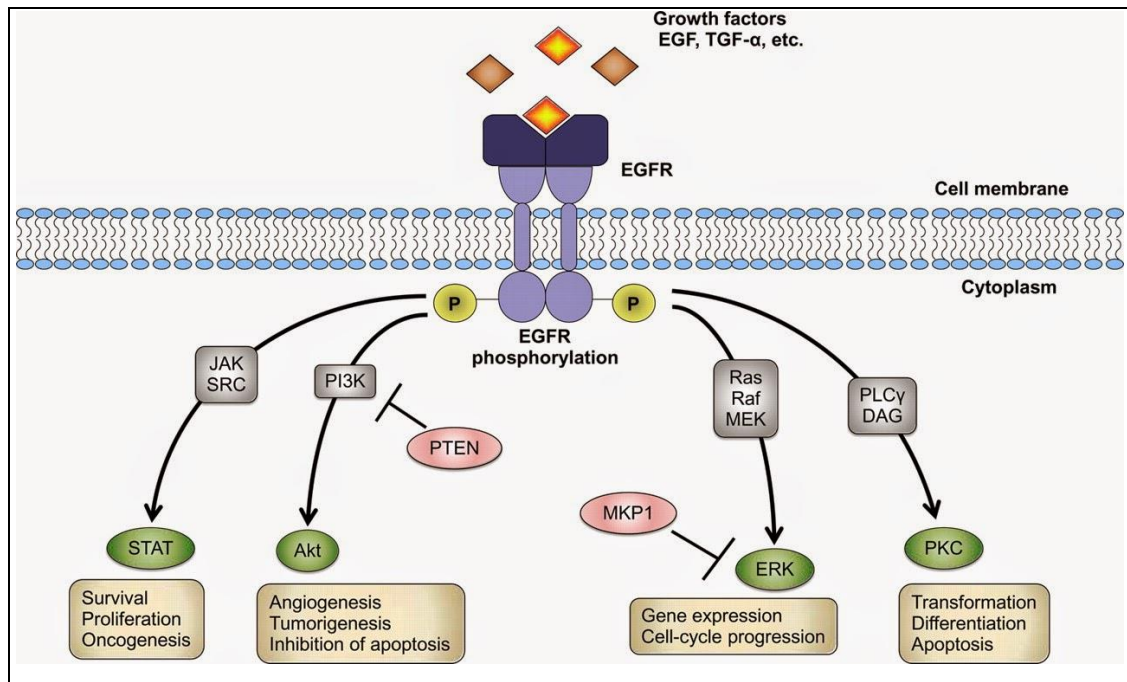 Growth factors
EGF, TGF-α, etc.
EGFR
Cell membrane
Cytoplasm
P
P
EGFR
phosphorylation
JAK
SRC
PI3K
PTEN
Ras
Raf
MEK
PLCγ
DAG
MKP1
STAT
Akt
ERK
PKC
Survival
Proliferation
Oncogenesis
Angiogenesis
Tumorigenesis
Inhibition of apoptosis
Gene expression
Cell-cycle progression
Transformation
Differentiation
Apoptosis